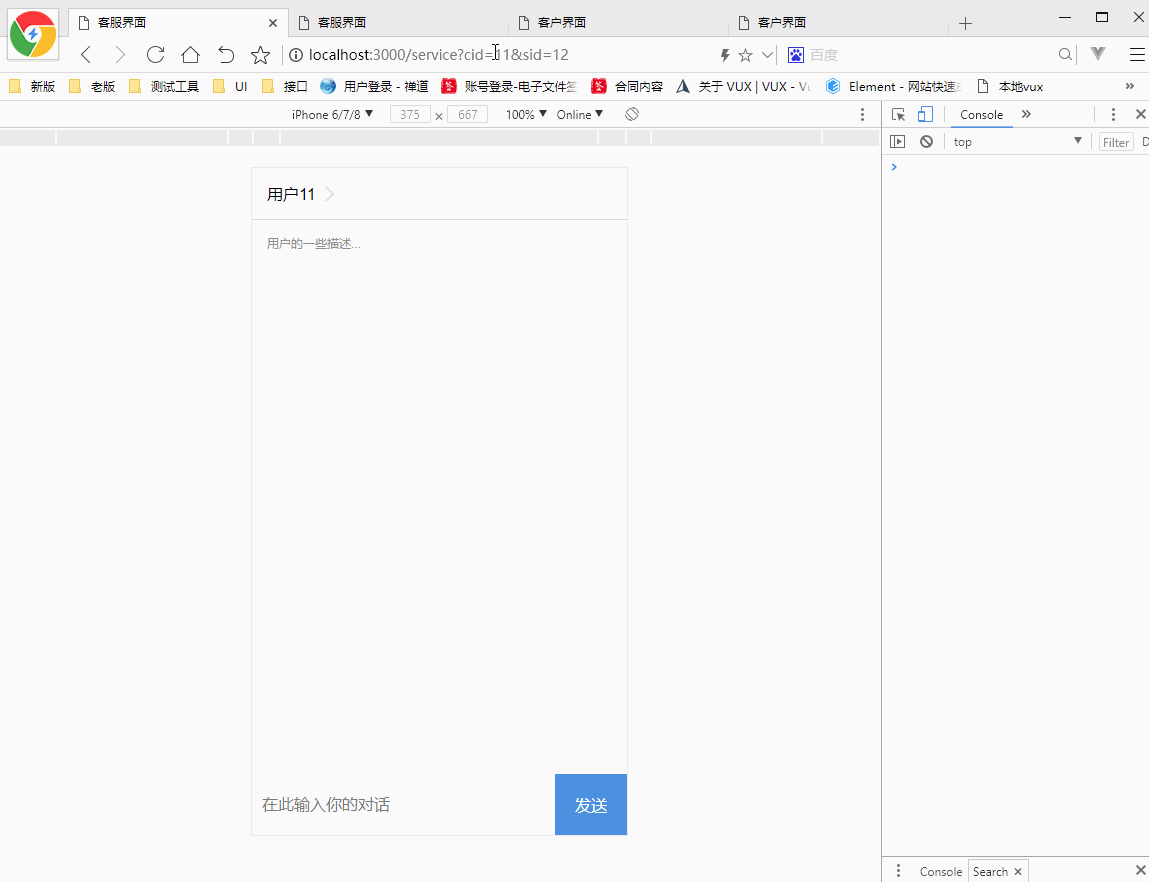 客服界面 客服界面 客户界面 客户界面
localhost:3000/service?cid=11&sid=12 百度
新版 老版 测试工具 UI 接口 用户登录 - 禅道 账号登录-电子文件签 合同内容 关于 VUX | VUX - Vu Element - 网站快速 本地vux »
iPhone 6/7/8 ▼ 375 × 667 100% ▼ Online ▼ Console »
top ▼ Filter D
用户11
用户的一些描述...
在此输入你的对话 发送
Console Search ×